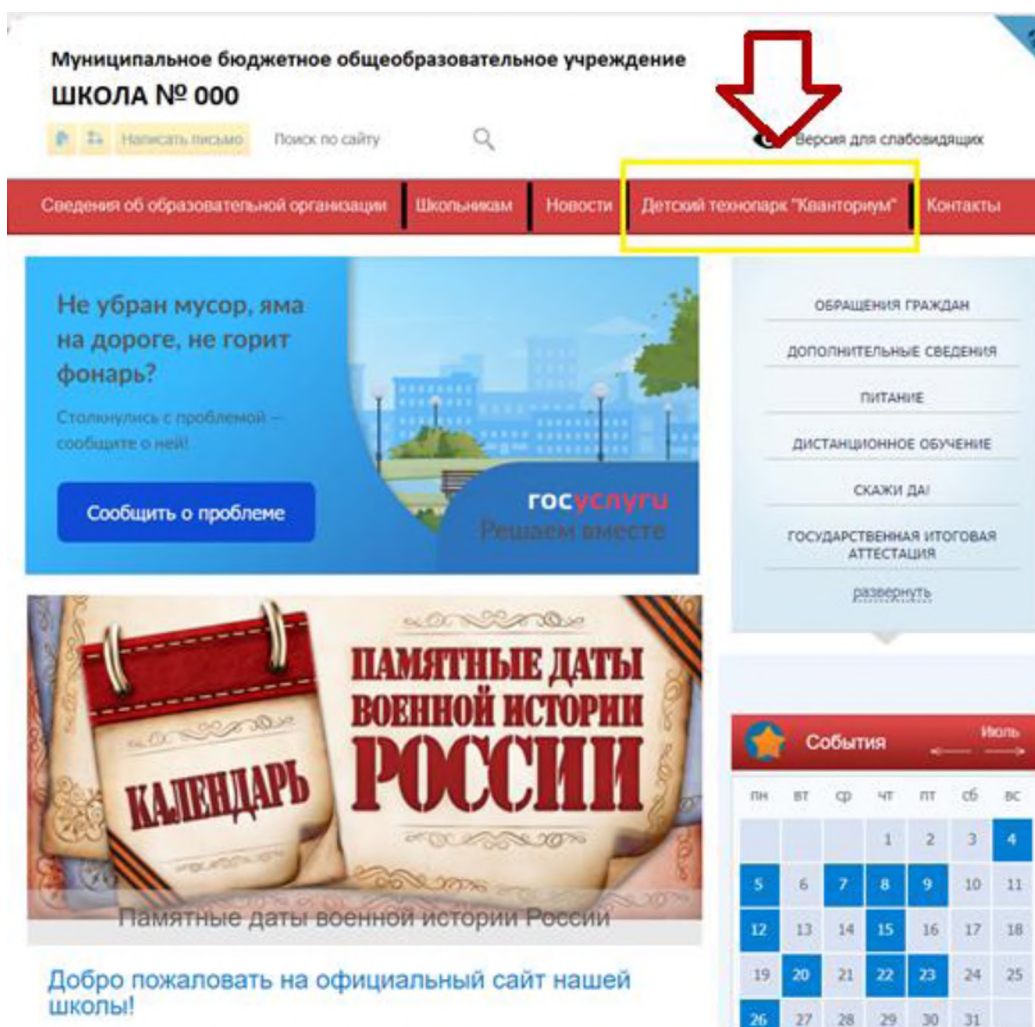 Муниципальное бюджетное общеобразовательное учреждение
ШКОЛА № 000
Написать письмо Поиск по сайту Версия для слабовидящих
Сведения об образовательной организации Школьникам Новости Детский технопарк "Кванториум" Контакты
Не убран мусор, яма
на дороге, не горит
фонарь?
Столкнулись с проблемой —
сообщите о ней!
Сообщить о проблеме
госуслуги
Решаем вместе
ОБРАЩЕНИЯ ГРАЖДАН
ДОПОЛНИТЕЛЬНЫЕ СВЕДЕНИЯ
ПИТАНИЕ
ДИСТАНЦИОННОЕ ОБУЧЕНИЕ
СКАЖИ ДА!
ГОСУДАРСТВЕННАЯ ИТОГОВАЯ
АТТЕСТАЦИЯ
развернуть
КАЛЕНДАРЬ
ПАМЯТНЫЕ ДАТЫ
ВОЕННОЙ ИСТОРИИ
РОССИИ
Памятные даты военной истории России
Добро пожаловать на официальный сайт нашей
школы!
События Июль
пн вт ср чт пт сб вс
1 2 3 4
5 6 7 8 9 10 11
12 13 14 15 16 17 18
19 20 21 22 23 24 25
26 27 28 29 30 31